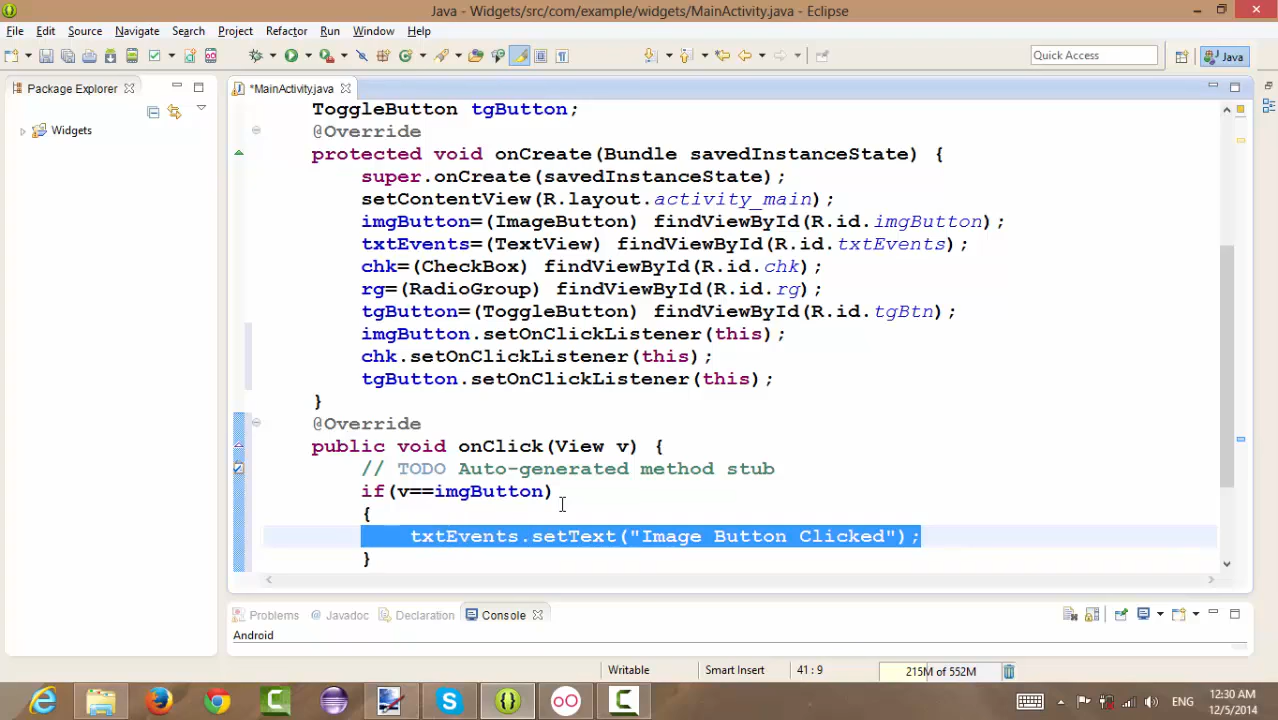 Java - Widgets/src/com/example/widgets/MainActivity.java - Eclipse
File Edit Source Navigate Search Project Refactor Run Window Help
Quick Access
Java
Package Explorer
*MainActivity.java
Widgets
ToggleButton tgButton;
@Override
protected void onCreate(Bundle savedInstanceState) {
super.onCreate(savedInstanceState);
setContentView(R.layout.activity_main);
imgButton=(ImageButton) findViewById(R.id.imgButton);
txtEvents=(TextView) findViewById(R.id.txtEvents);
chk=(CheckBox) findViewById(R.id.chk);
rg=(RadioGroup) findViewById(R.id.rg);
tgButton=(ToggleButton) findViewById(R.id.tgBtn);
imgButton.setOnClickListener(this);
chk.setOnClickListener(this);
tgButton.setOnClickListener(this);
}
@Override
public void onClick(View v) {
// TODO Auto-generated method stub
if(v==imgButton)
{
txtEvents.setText("Image Button Clicked");
}
Problems @ Javadoc Declaration Console
Android
Writable Smart Insert 41 : 9 215M of 552M
ENG
12:30 AM
12/5/2014